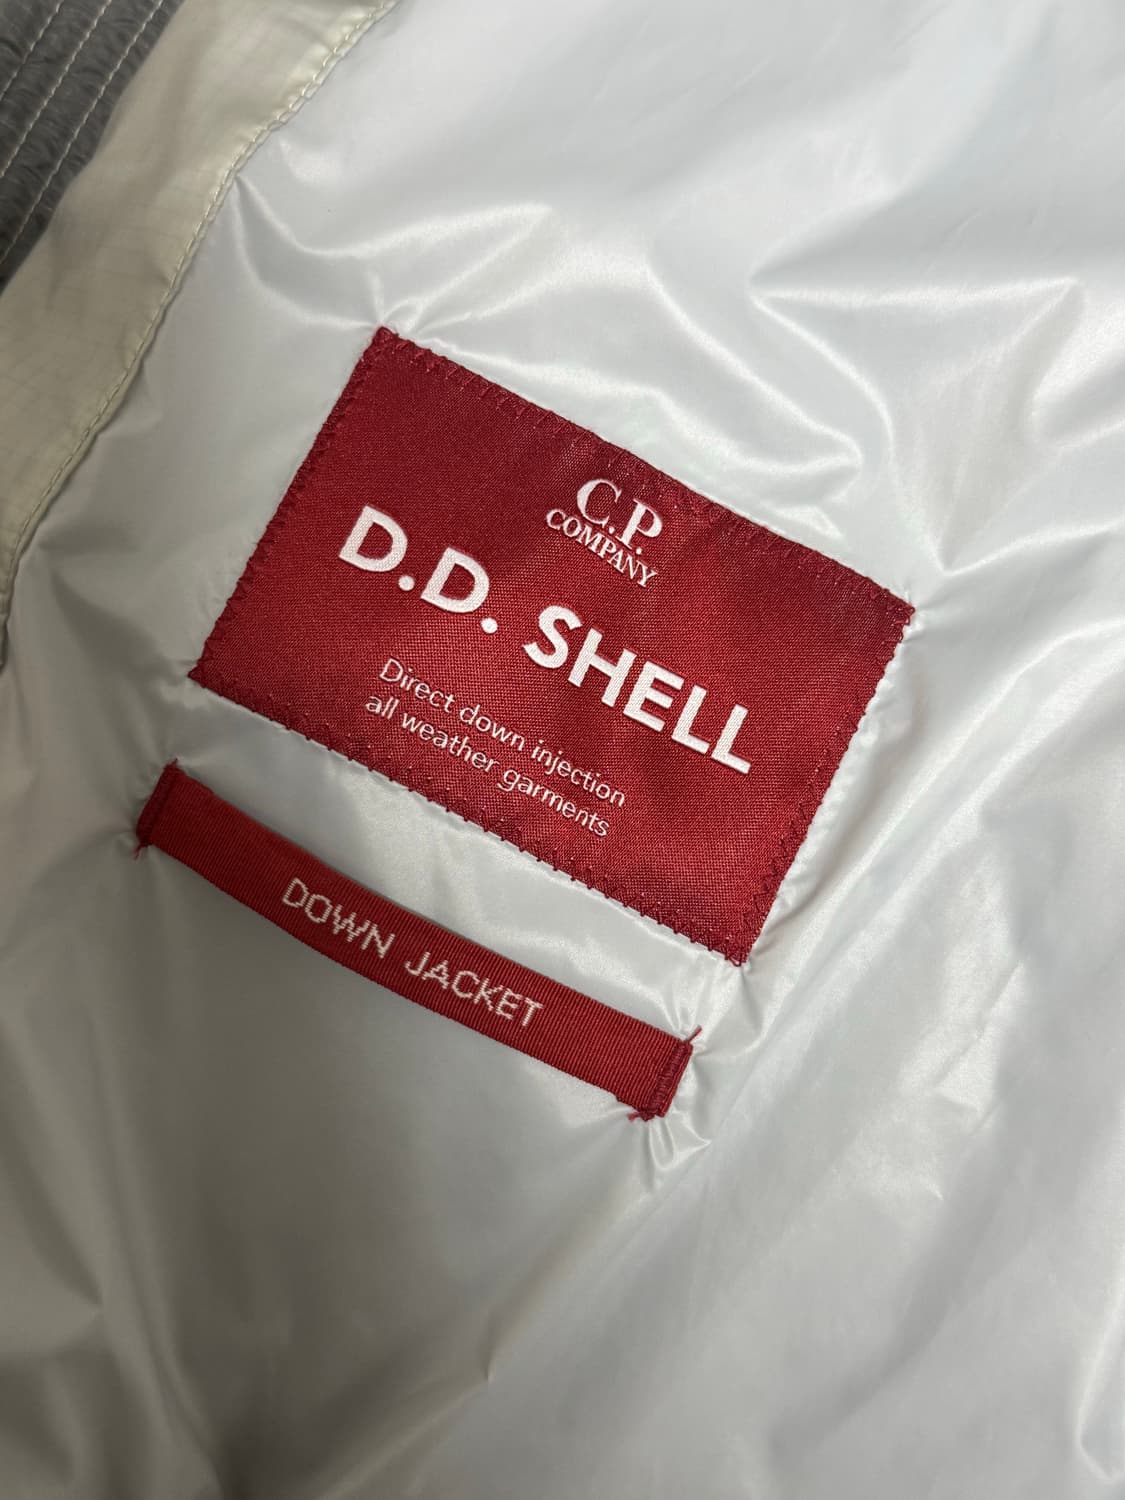 C.P.
COMPANY
D.D. SHELL
Direct down injection
all weather garments
DOWN JACKET